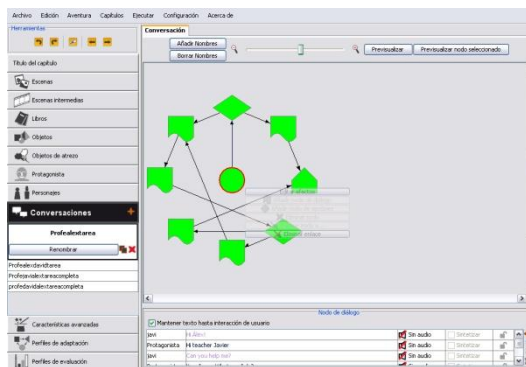 Archivo Edición Aventura Capítulos Ejecutar Configuración Acerca de
Herramientas
Título del capítulo
Escenas
Escenas intermedias
Libros
Objetos
Objetos de atrezo
Protagonista
Personajes
Conversaciones
Profealextarea
Renombrar
Profealexdavidtarea
Profejavialextareacompleta
profedavidalextareacompleta
Características avanzadas
Perfiles de adaptación
Perfiles de evaluación
Conversación
Añadir Nombres
Borrar Nombres
Previsualizar
Previsualizar nodo seleccionado
Nodo de diálogo
Mantener texto hasta interacción de usuario
javi Hi Alex! Sin audio Sintetizar
Protagonista Hi teacher Javier Sin audio Sintetizar
javi Can you help me? Sin audio Sintetizar